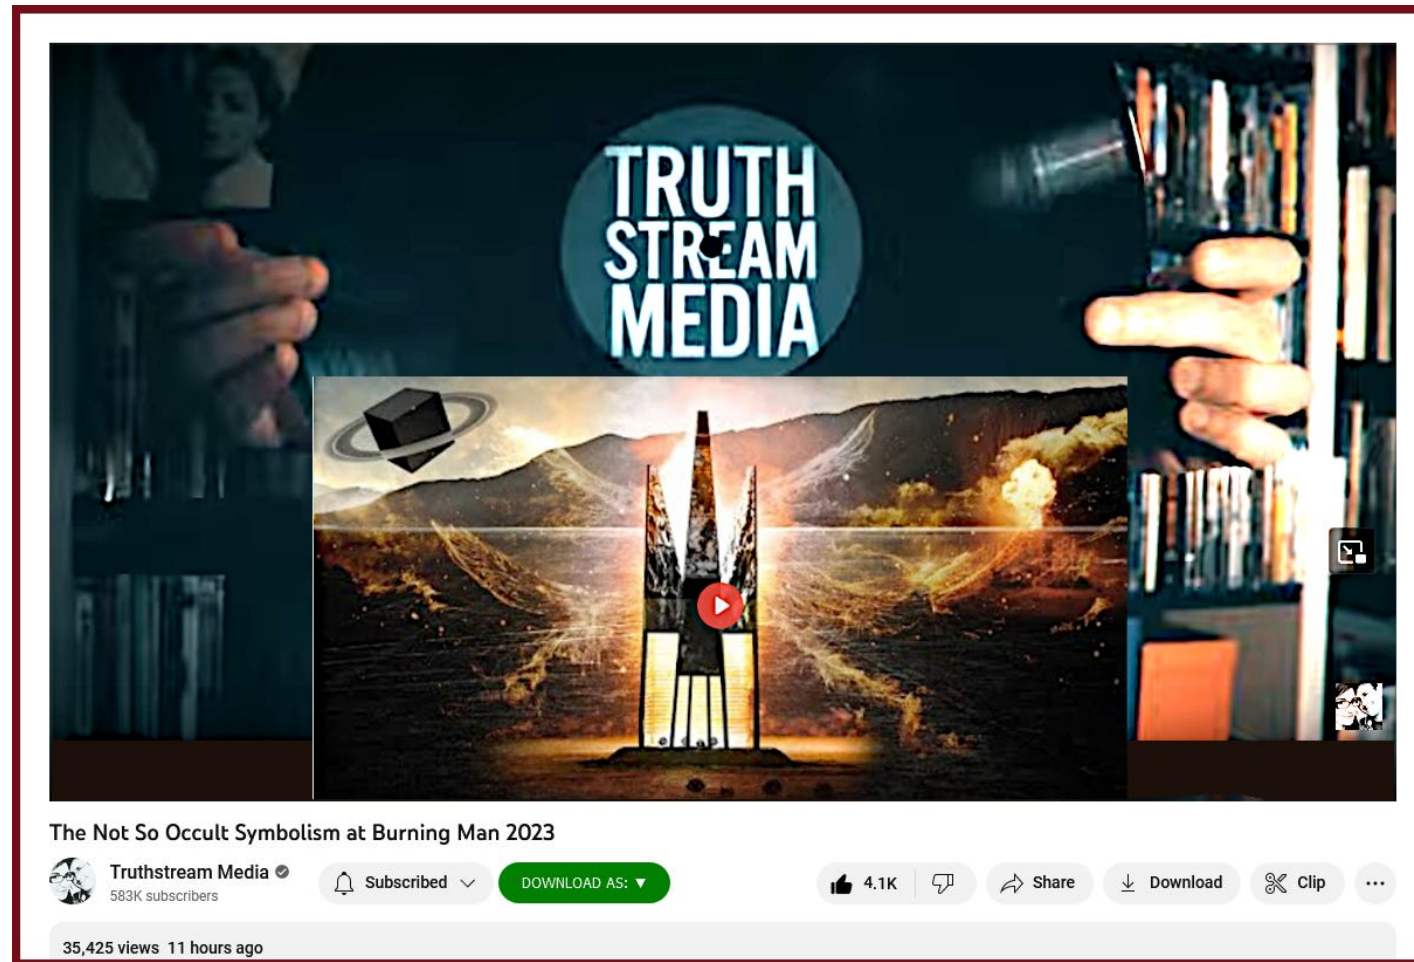 TRUTH
STREAM
MEDIA
The Not So Occult Symbolism at Burning Man 2023
Truthstream Media
583K subscribers
Subscribed
DOWNLOAD AS: ▼
4.1K
Share
Download
Clip
35,425 views 11 hours ago